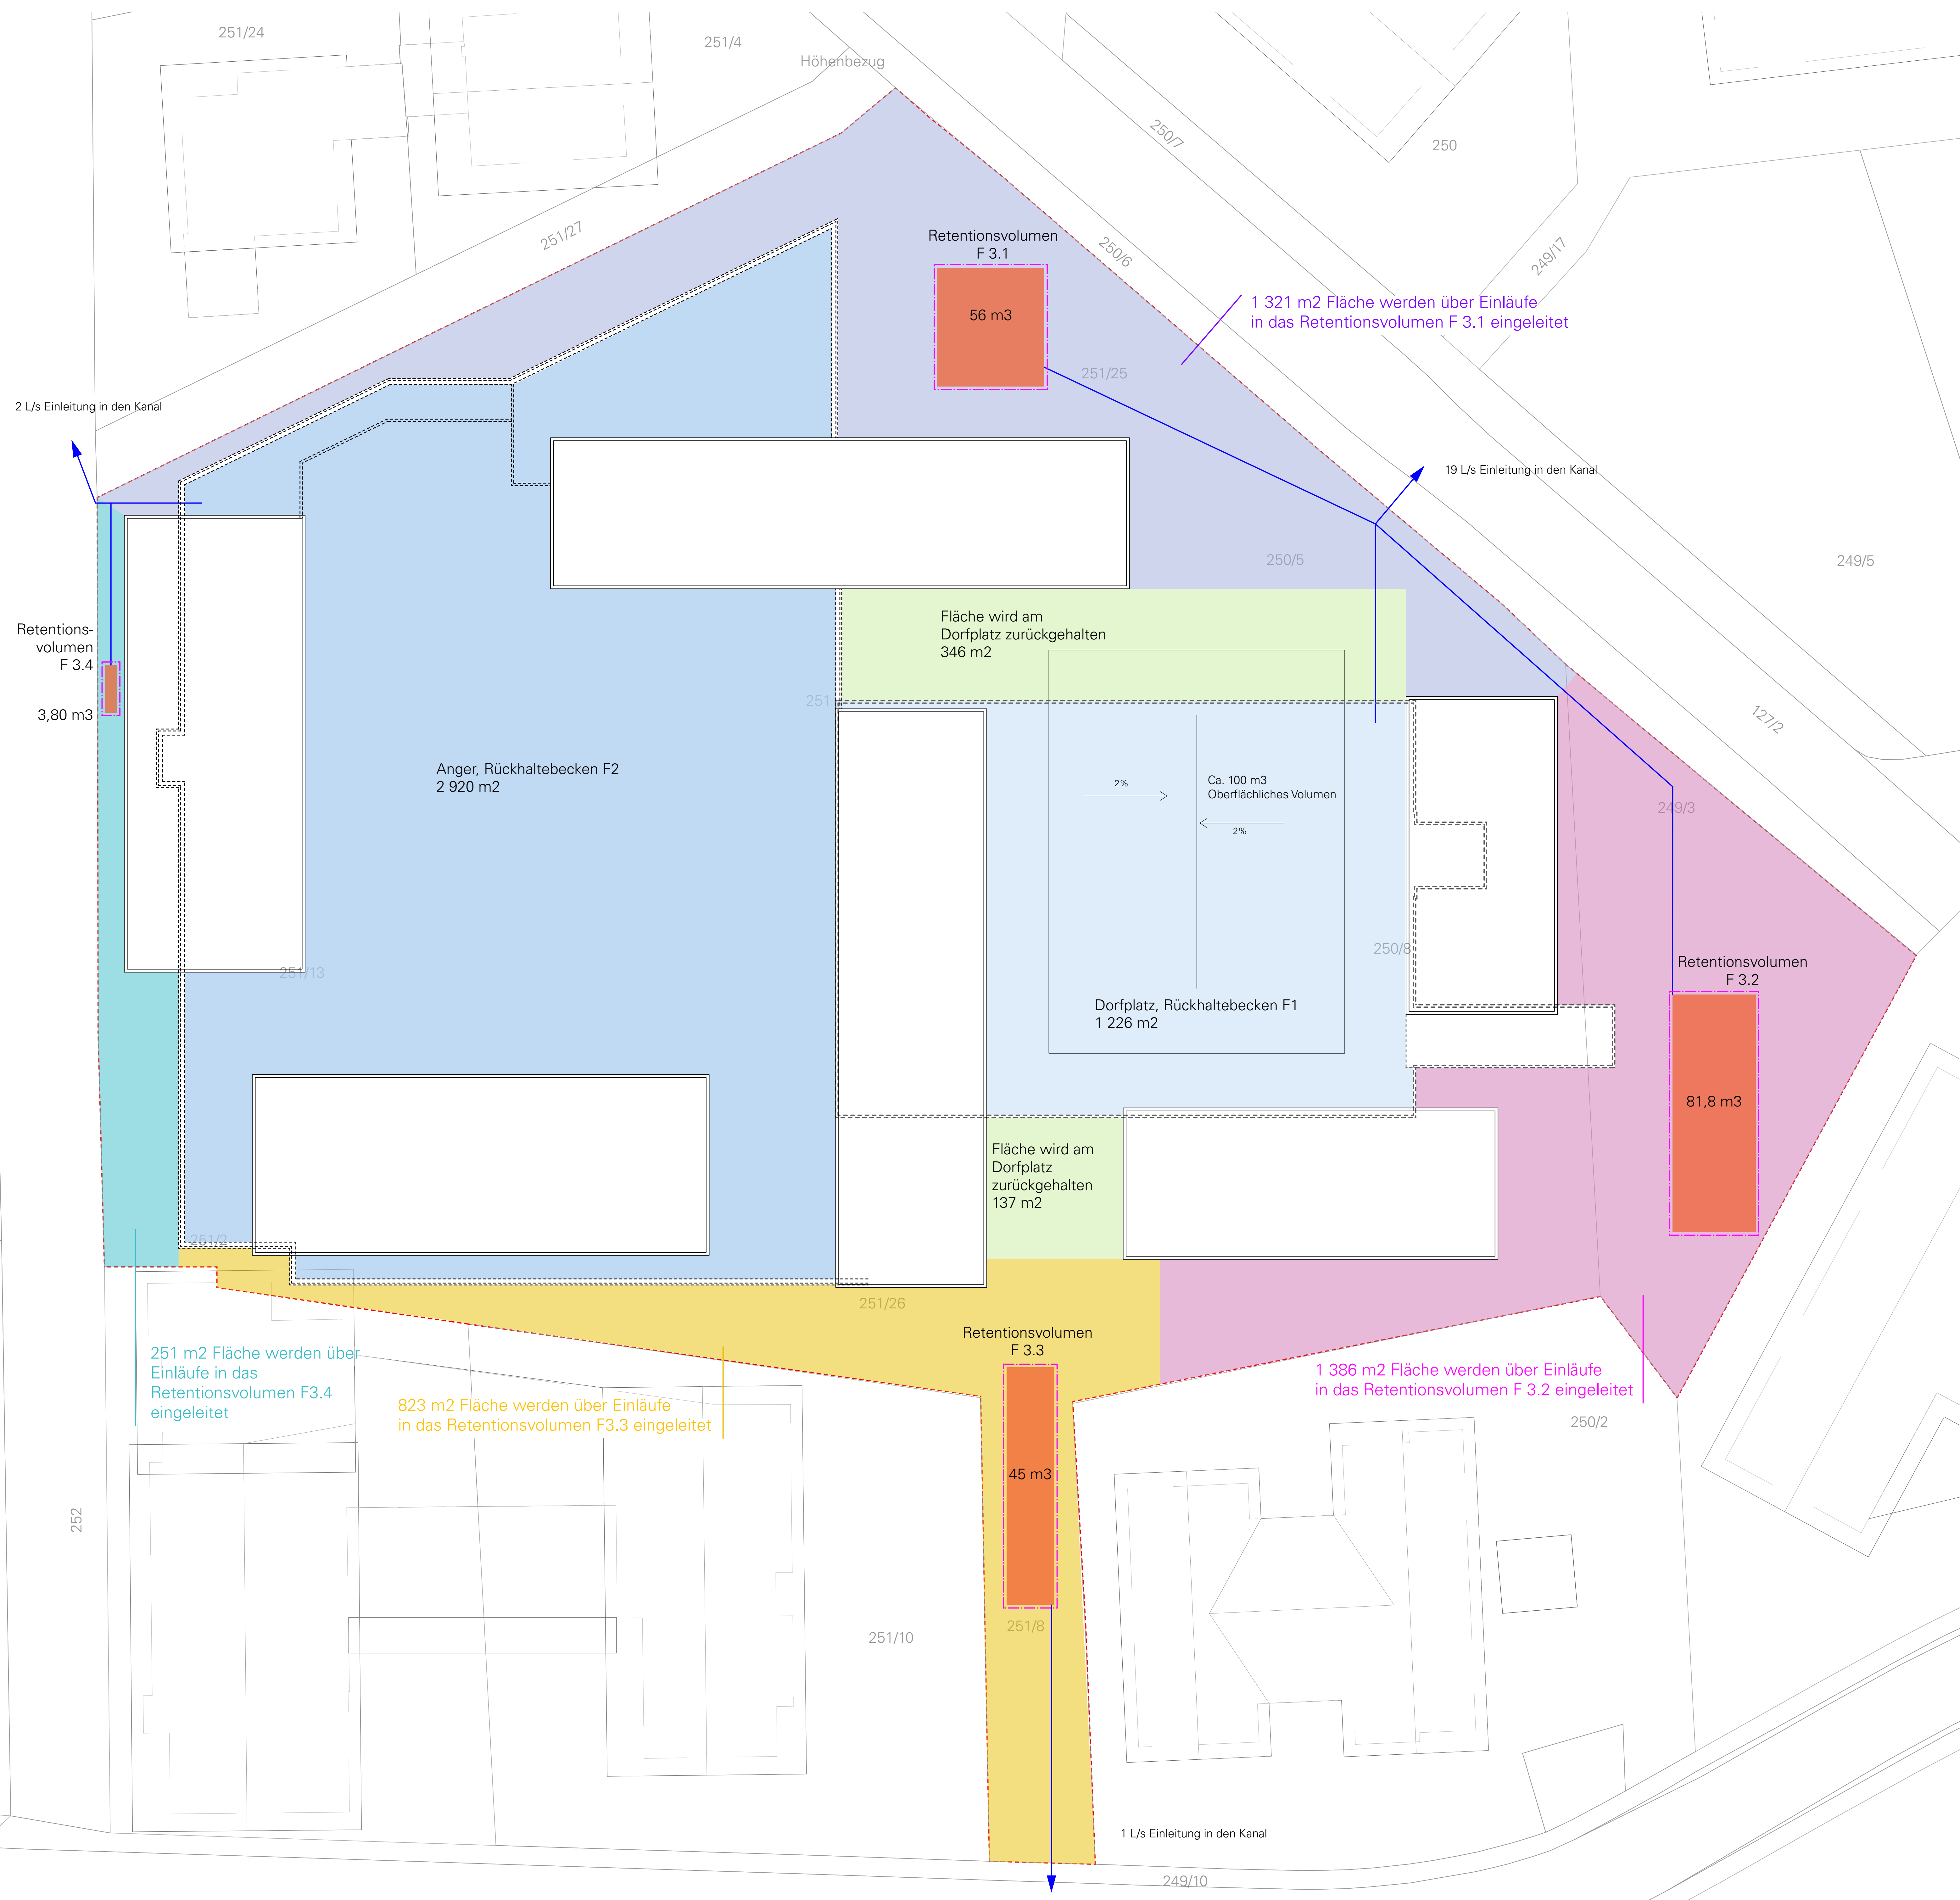 251/24
251/4
Höhenbezug
250/7
250
251/27
250/6
249/17
Retentionsvolumen
F 3.1
56 m3
1 321 m2 Fläche werden über Einläufe
in das Retentionsvolumen F 3.1 eingeleitet
251/25
2 L/s Einleitung in den Kanal
19 L/s Einleitung in den Kanal
250/5
249/5
Retentions-
volumen
F 3.4
3,80 m3
Fläche wird am
Dorfplatz zurückgehalten
346 m2
251
127/2
Anger, Rückhaltebecken F2
2 920 m2
2%
Ca. 100 m3
Oberflächliches Volumen
2%
249/3
250/8
251/13
Retentionsvolumen
F 3.2
Dorfplatz, Rückhaltebecken F1
1 226 m2
81,8 m3
Fläche wird am
Dorfplatz
zurückgehalten
137 m2
251/2
251/26
Retentionsvolumen
F 3.3
251 m2 Fläche werden über
Einläufe in das
Retentionsvolumen F3.4
eingeleitet
823 m2 Fläche werden über Einläufe
in das Retentionsvolumen F3.3 eingeleitet
1 386 m2 Fläche werden über Einläufe
in das Retentionsvolumen F 3.2 eingeleitet
250/2
45 m3
252
251/8
251/10
1 L/s Einleitung in den Kanal
249/10